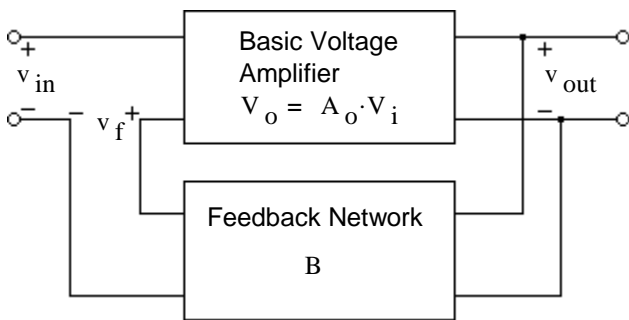 Basic Voltage
Amplifier
V o = A o·V i
+
v in
−
− v f +
+
v out
−
Feedback Network
B